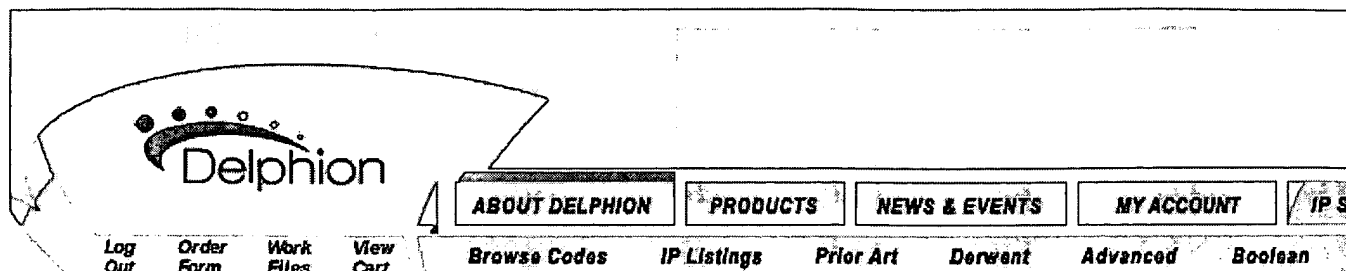 Delphion
ABOUT DELPHION PRODUCTS NEWS & EVENTS MY ACCOUNT IP S
Log Order Work View
Out Form Files Cart
Browse Codes IP Listings Prior Art Derwent Advanced Boolean